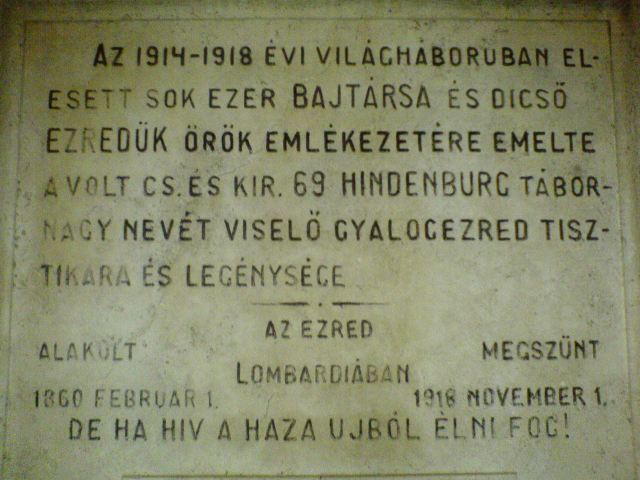 AZ 1914-1918 ÉVI VILÁGHÁBORUBAN EL-
ESETT SOK EZER BAJTÁRSA ÉS DICSŐ
EZREDÜK ÖRÖK EMLÉKEZETÉRE EMELTE
A VOLT CS. ÉS KIR. 69 HINDENBURG TÁBOR-
NAGY NEVÉT VISELŐ GYALOGEZRED TISZ-
TIKARA ÉS LEGÉNYSÉGE
AZ EZRED
ALAKULT MEGSZÜNT
LOMBARDIÁBAN
1860 FEBRUAR 1. 1918 NOVEMBER 1.
DE HA HIV A HAZA UJBÓL ÉLNI FOG!